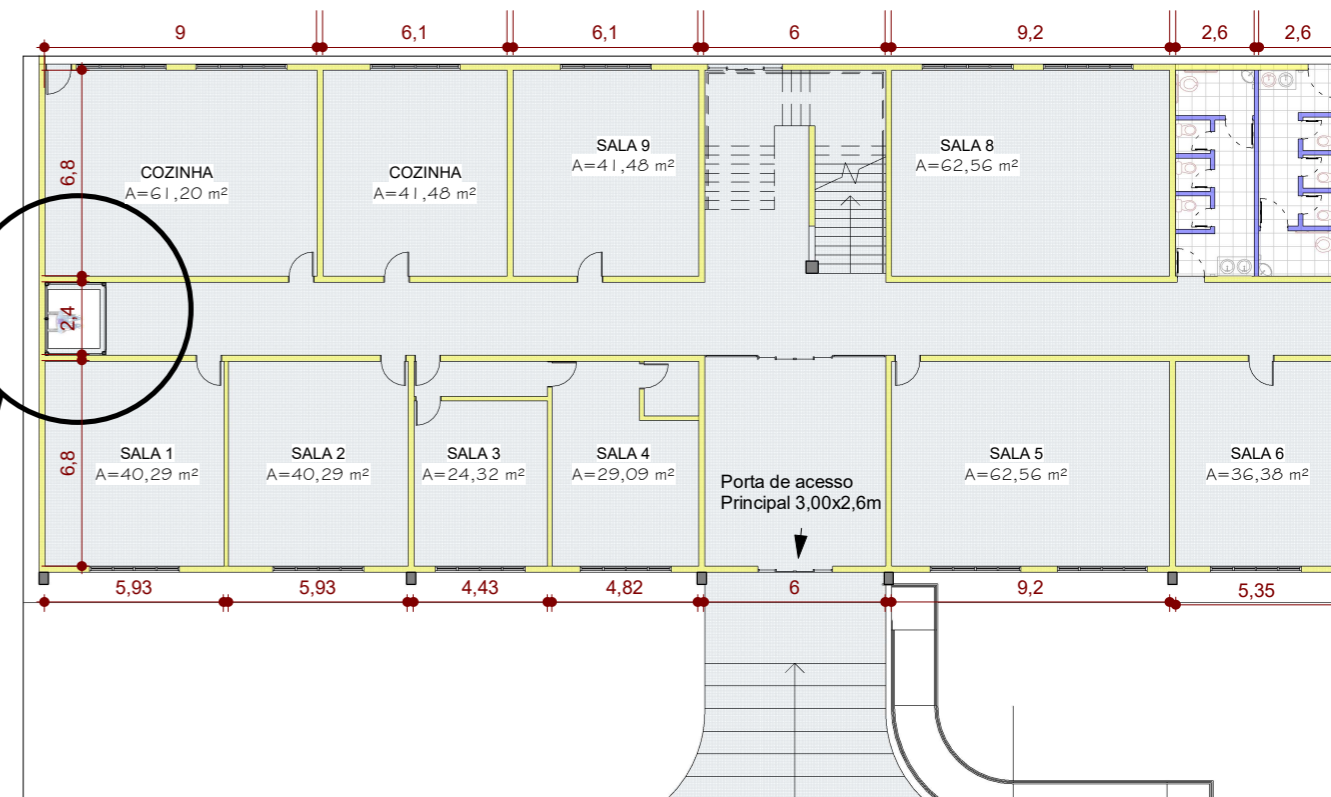 9
6,1
6,1
6
9,2
2,6
2,6
6,8
COZINHA
A=61,20 m²
COZINHA
A=41,48 m²
SALA 9
A=41,48 m²
SALA 8
A=62,56 m²
2,4
6,8
SALA 1
A=40,29 m²
SALA 2
A=40,29 m²
SALA 3
A=24,32 m²
SALA 4
A=29,09 m²
Porta de acesso
Principal 3,00x2,6m
SALA 5
A=62,56 m²
SALA 6
A=36,38 m²
5,93
5,93
4,43
4,82
6
9,2
5,35